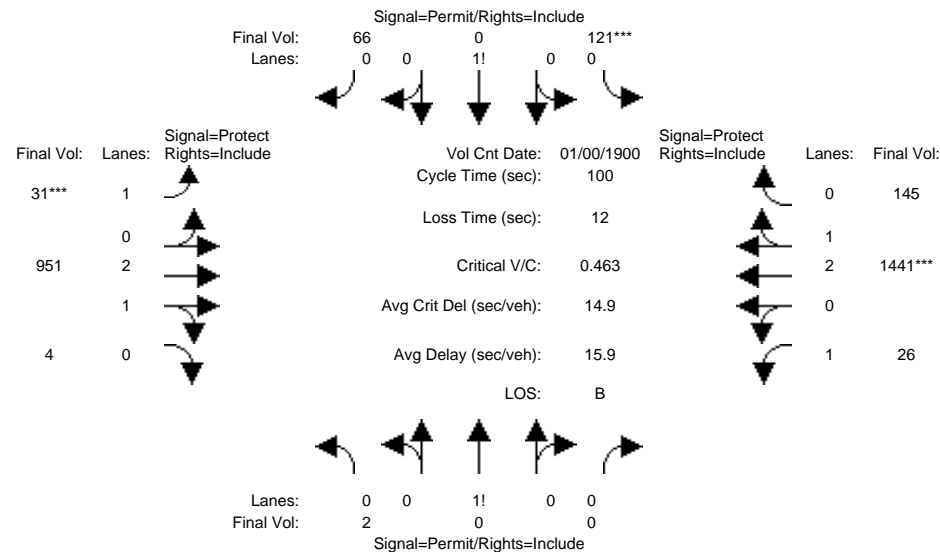 Signal=Permit/Rights=Include
Final Vol: 66 0 121***
Lanes: 0 0 1! 0 0
Signal=Protect Signal=Protect
Final Vol: Lanes: Rights=Include Vol Cnt Date: 01/00/1900 Rights=Include Lanes: Final Vol:
Cycle Time (sec): 100
31*** 1 0 145
Loss Time (sec): 12
0 1
951 2 Critical V/C: 0.463 2 1441***
1 Avg Crit Del (sec/veh): 14.9 0
4 0 Avg Delay (sec/veh): 15.9 1 26
LOS: B
Lanes: 0 0 1! 0 0
Final Vol: 2 0 0
Signal=Permit/Rights=Include